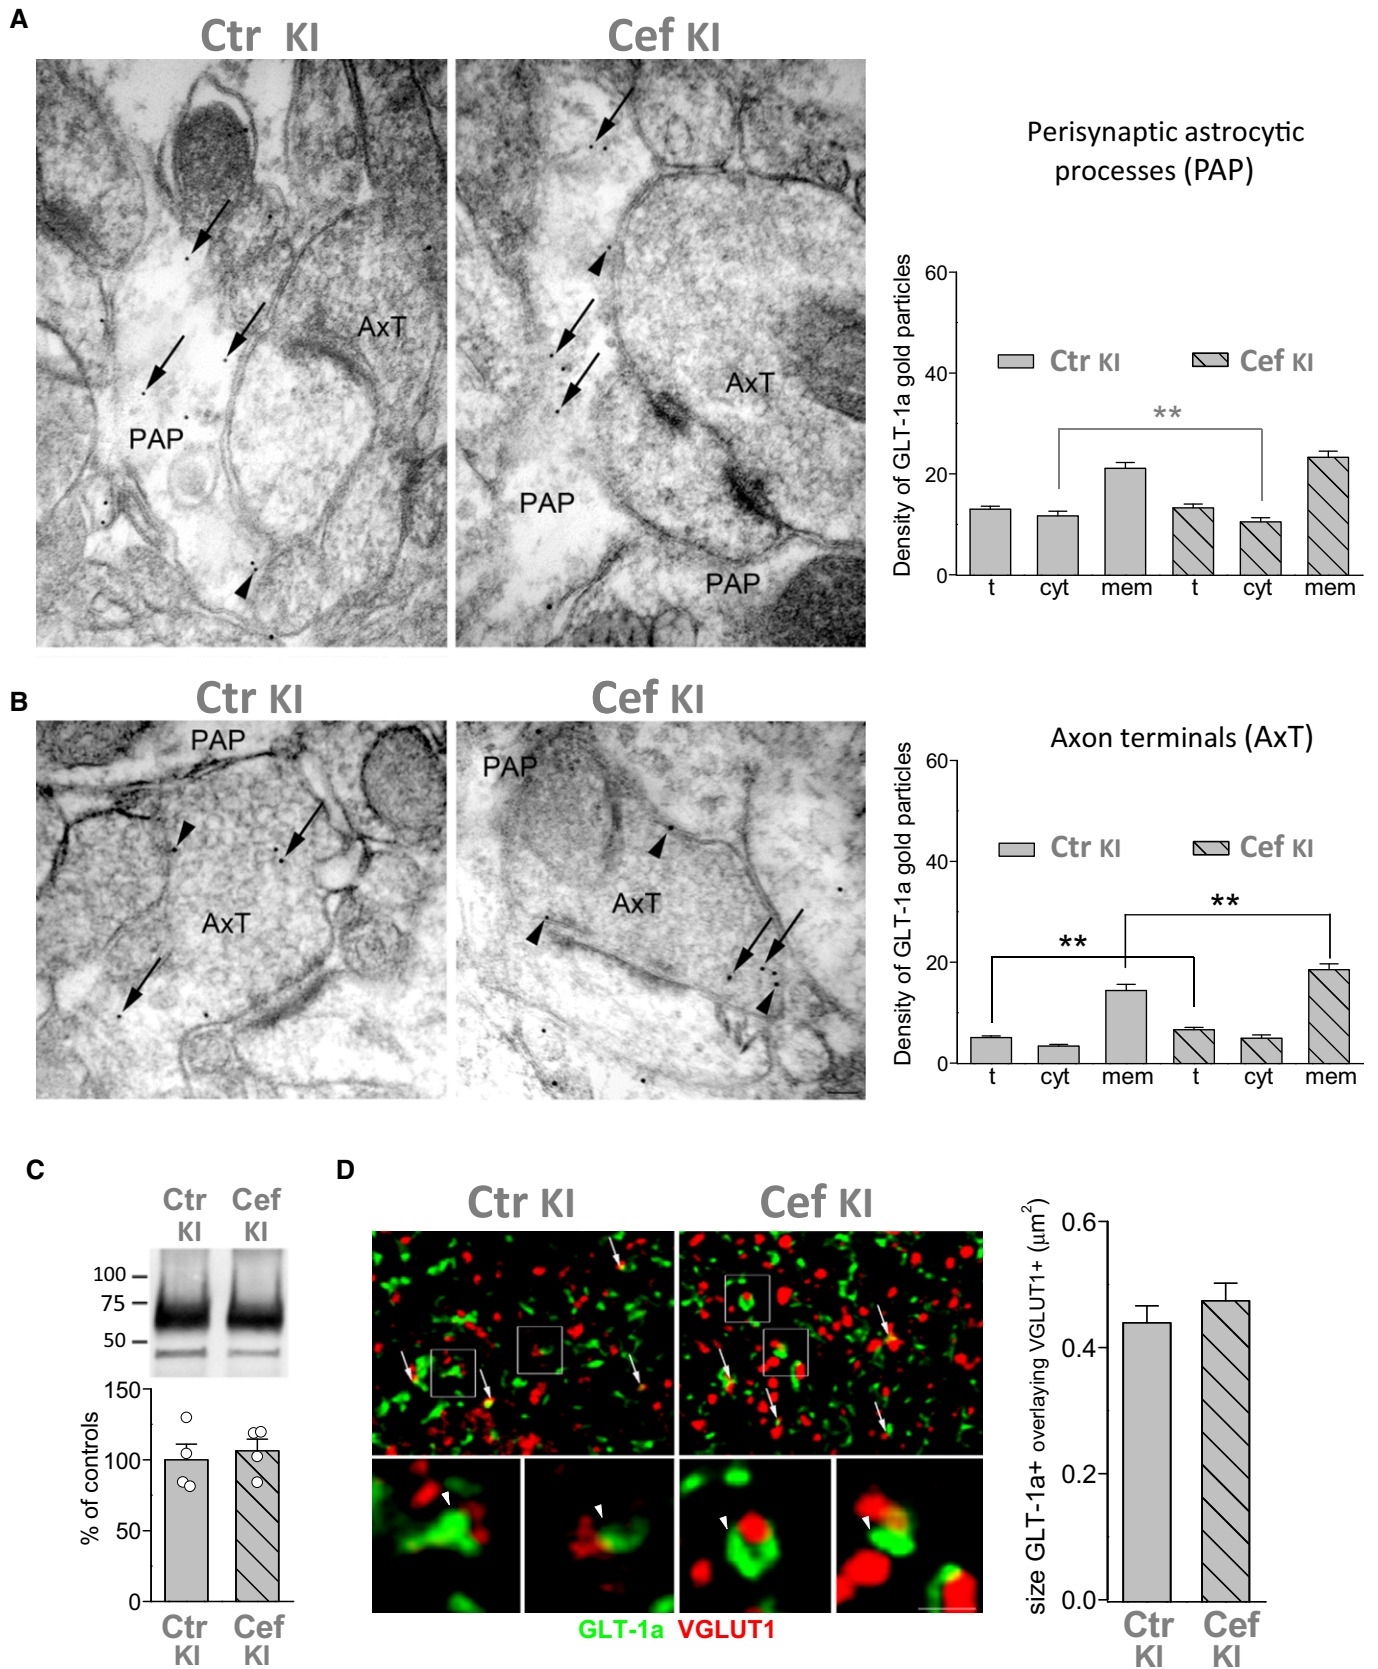 A
Ctr KI
Cef KI
AxT
PAP
AxT
PAP
PAP
Perisynaptic astrocytic
processes (PAP)
Density of GLT-1a gold particles
60
40
20
0
Ctr KI
Cef KI
**
t cyt mem t cyt mem
B
Ctr KI
Cef KI
PAP
AxT
PAP
AxT
Axon terminals (AxT)
Density of GLT-1a gold particles
60
40
20
0
Ctr KI
Cef KI
**
**
t cyt mem t cyt mem
C
Ctr Cef
KI KI
100
75
50
% of controls
150
100
50
0
Ctr Cef
KI KI
D
Ctr KI
Cef KI
GLT-1a VGLUT1
size GLT-1a+ overlaying VGLUT1+ (μm²)
0.6
0.4
0.2
0.0
Ctr Cef
KI KI